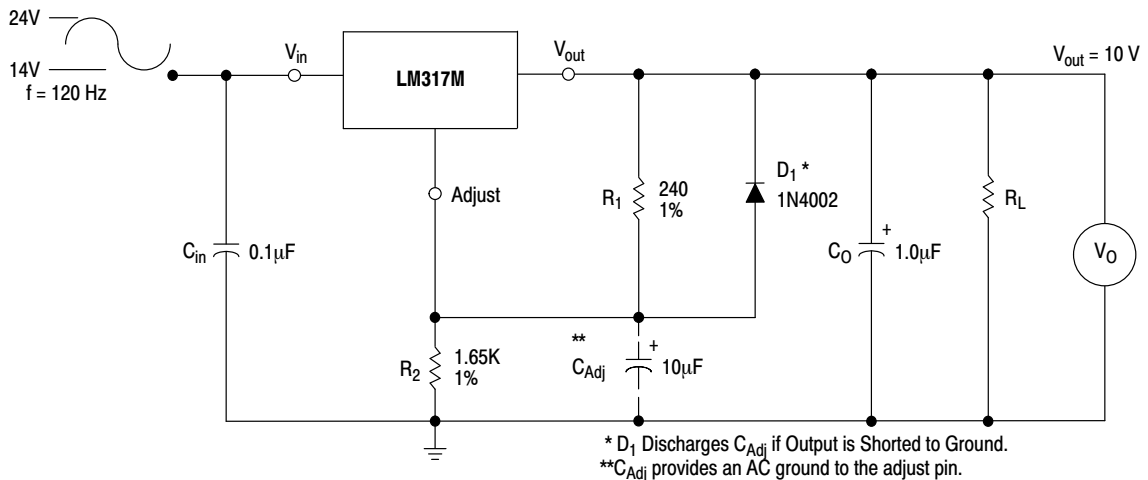 24V
14V
f = 120 Hz
Vin
LM317M
Vout
Vout = 10 V
Adjust
Cin
0.1μF
R1
240
1%
D1 *
1N4002
CO
+
1.0μF
RL
VO
R2
1.65K
1%
**
CAdj
+
10μF
* D1 Discharges CAdj if Output is Shorted to Ground.
**CAdj provides an AC ground to the adjust pin.